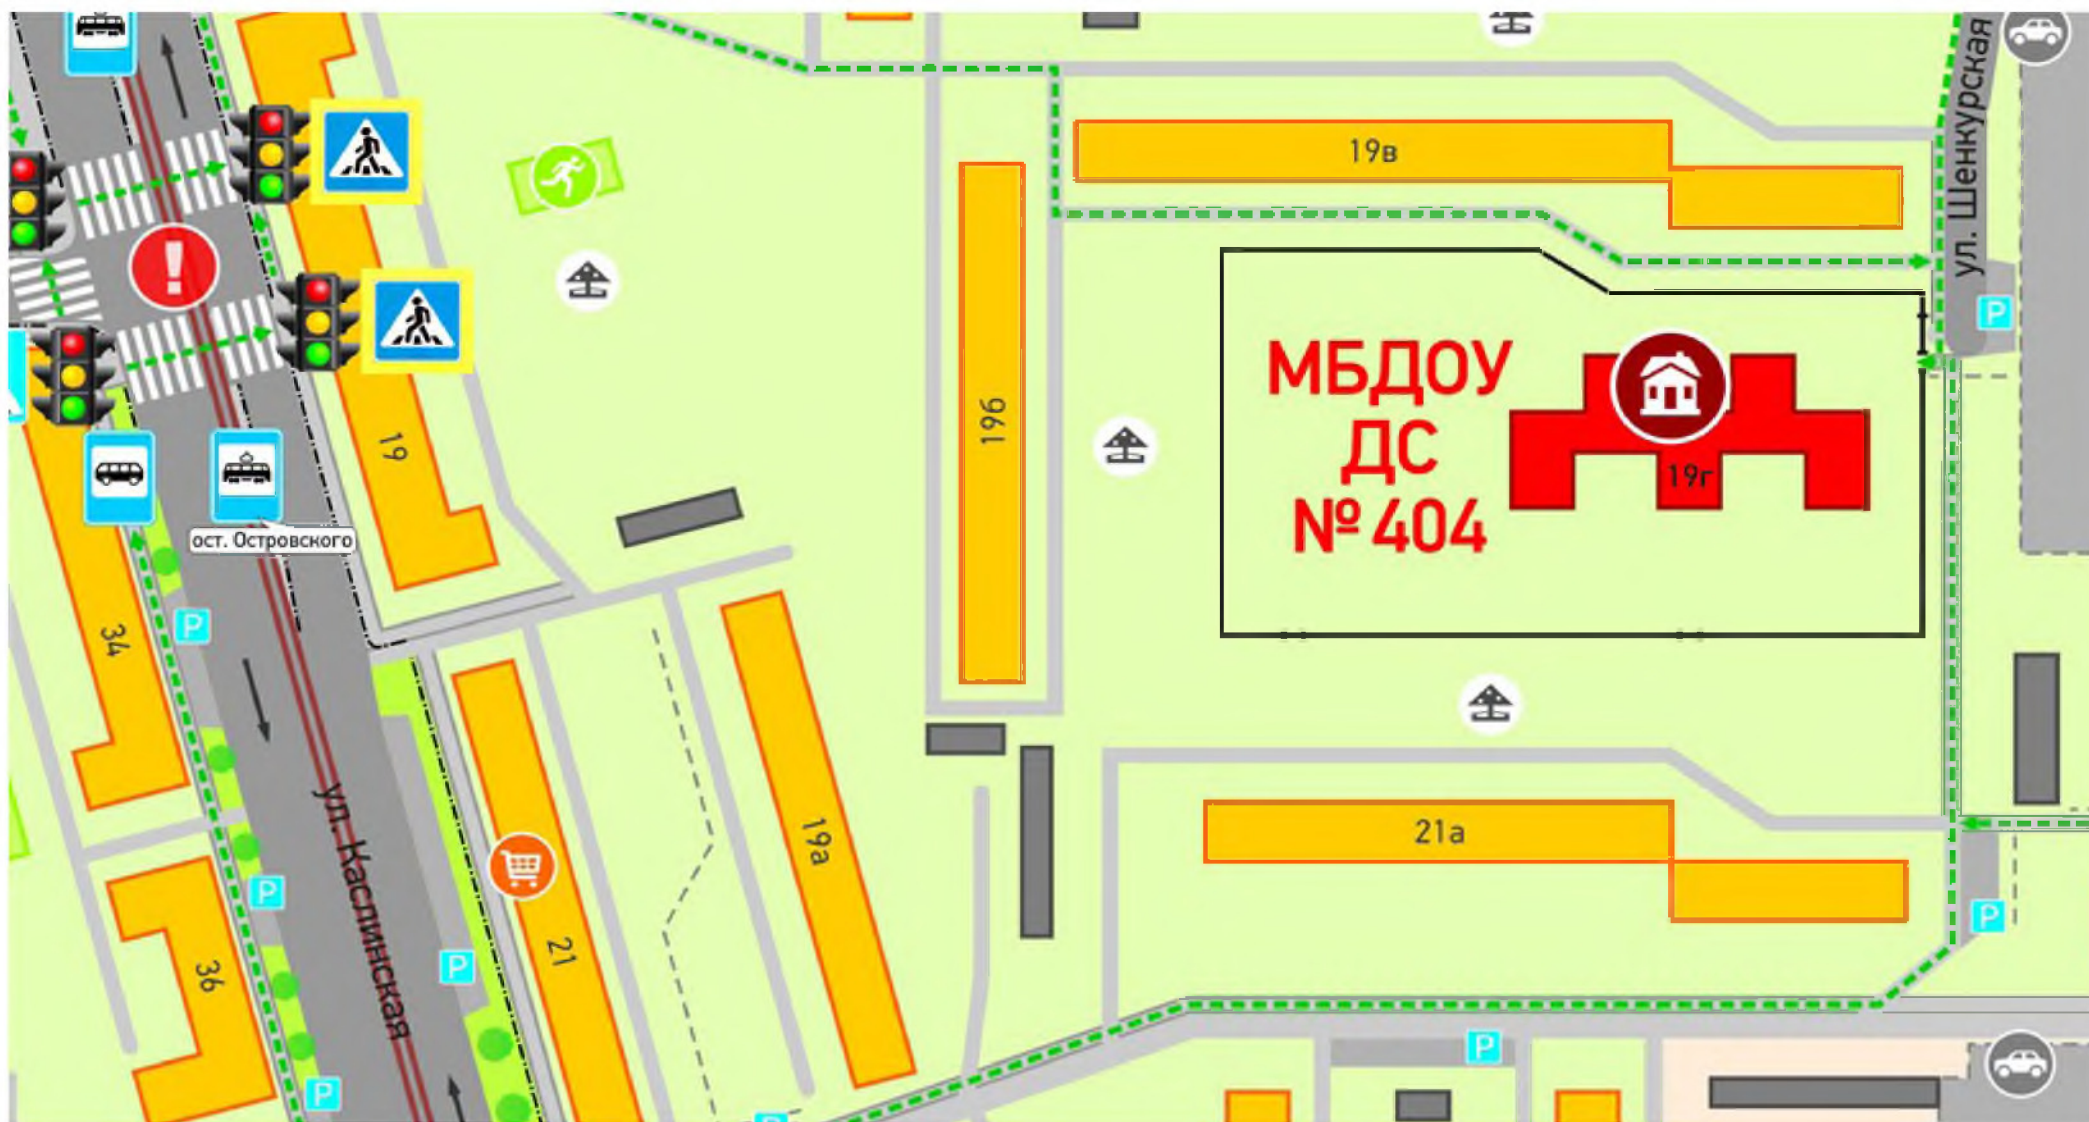 ул. Шенкурская
19в
19б
19
МБДОУ
ДС
№ 404
19г
P
ост. Островского
34
P
19а
21а
ул. Каслинская
P
P
21
36
P
P
P
P